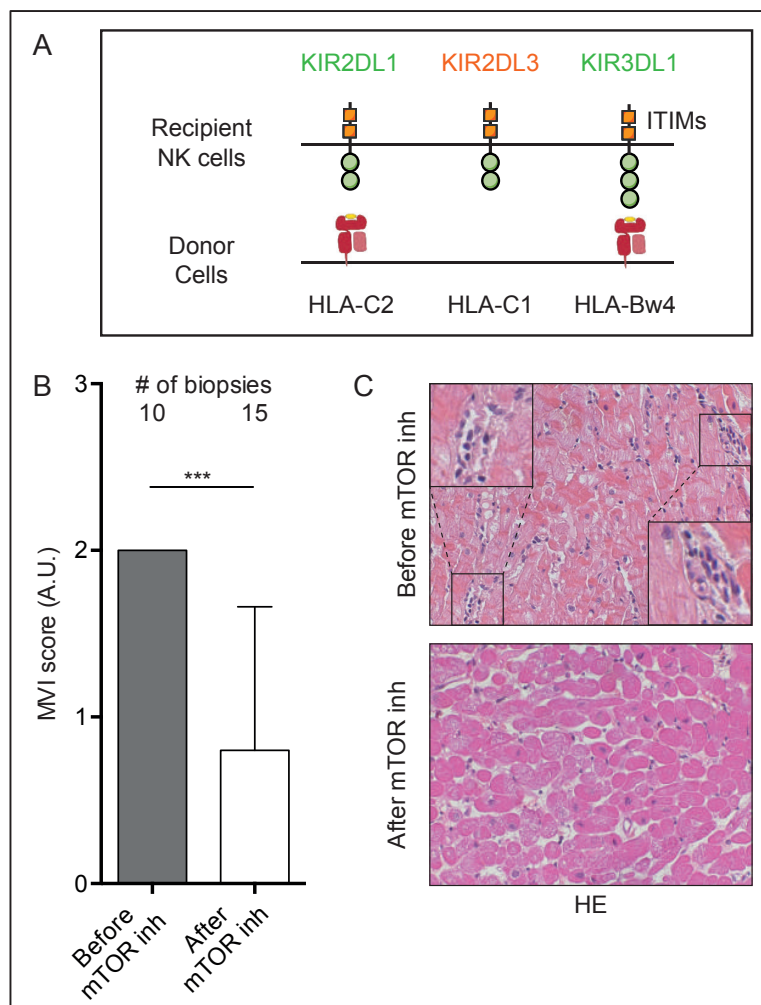 A
KIR2DL1 KIR2DL3 KIR3DL1
Recipient
NK cells
ITIMs
Donor
Cells
HLA-C2 HLA-C1 HLA-Bw4
B
# of biopsies
10 15
***
MVI score (A.U.)
3
2
1
0
Before
mTOR inh
After
mTOR inh
C
Before mTOR inh
After mTOR inh
HE